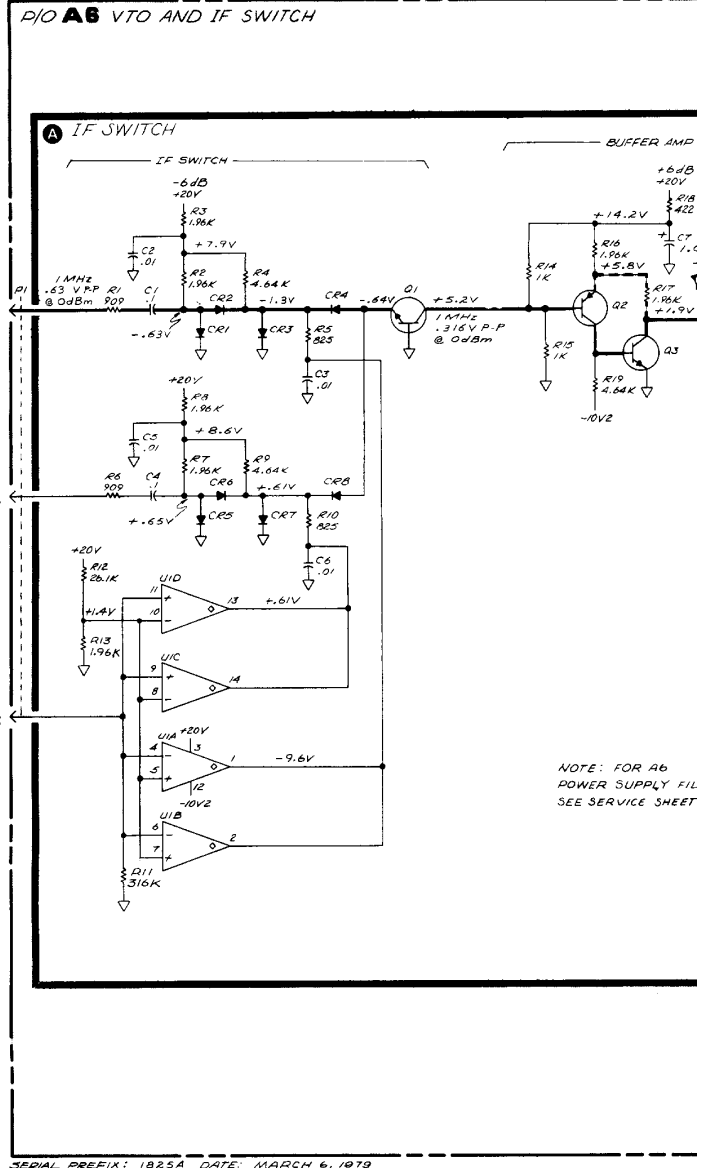 P/O A6 VTO AND IF SWITCH
A IF SWITCH
IF SWITCH
BUFFER AMP
-6dB
+20V
R3
1.96K
C2
.01
+7.9V
R2
1.96K
R4
4.64K
P1
1MHz
.63 VP-P
@ 0dBm
R1
909
C1
.1
CR2
-1.3V
CR4
-.64V
Q1
+5.2V
1MHz
.316V P-P
@ 0dBm
-.63V
CR1
CR3
R5
825
C3
.01
+6dB
+20V
R18
422
+14.2V
+
C7
R14
1K
R16
1.96K
+5.8V
Q2
R17
1.96K
+1.9V
R15
1K
Q3
R19
4.64K
-10V2
+20V
R8
1.96K
C5
.01
+8.6V
R7
1.96K
R9
4.64K
R6
909
C4
.1
CR6
+.61V
CR8
+.65V
CR5
CR7
R10
825
C6
.01
+20V
R12
26.1K
+1.4V
R13
1.96K
U1D
11
+
10
-
13
+.61V
U1C
9
+
8
-
14
U1A
+20V
3
4
-
5
+
1
-9.6V
12
-10V2
U1B
6
-
7
+
2
R11
316K
NOTE: FOR A6
POWER SUPPLY FIL
SEE SERVICE SHEET
SERIAL PREFIX: 1825A DATE: MARCH 6, 1979